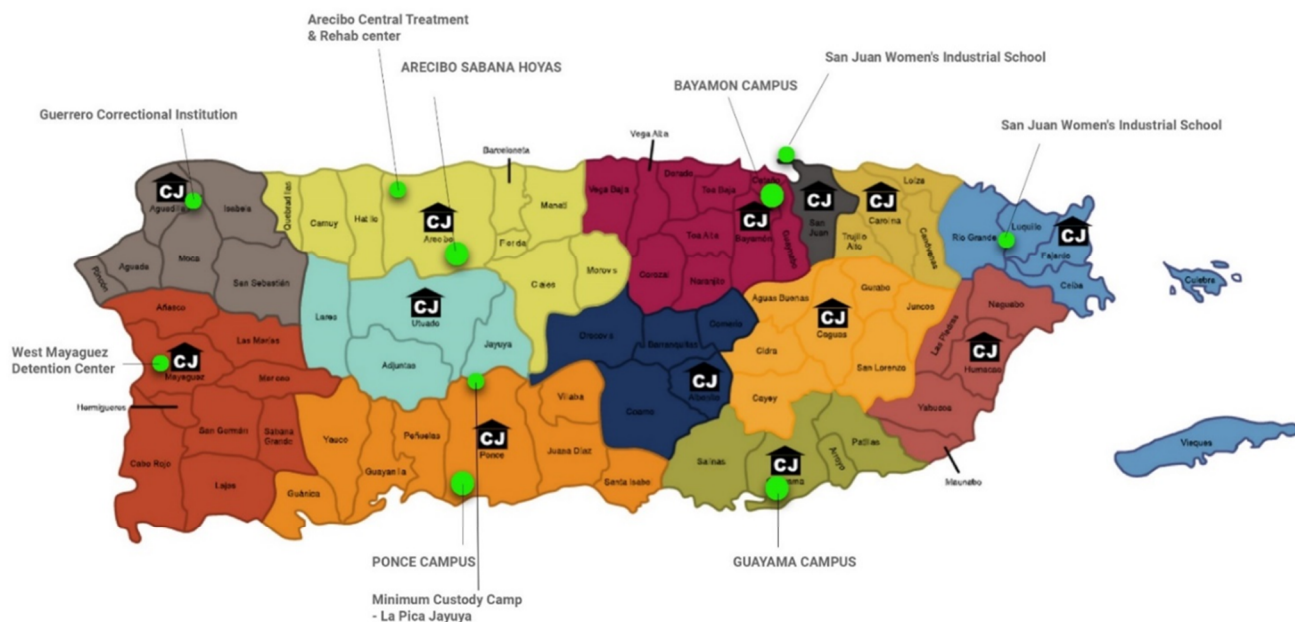 Arecibo Central Treatment
& Rehab center
ARECIBO SABANA HOYAS
San Juan Women's Industrial School
BAYAMON CAMPUS
Guerrero Correctional Institution
San Juan Women's Industrial School
Vega Alta
Barceloneta
CJ
Aguadilla
Isabela
Quebradillas
Camuy
Hatillo
CJ
Arecibo
Florida
Manatí
Vega Baja
Dorado
Toa Baja
Cataño
CJ
Bayamón
Guaynabo
CJ
San
Juan
CJ
Carolina
Loíza
Trujillo
Alto
Canóvanas
Río Grande
Luquillo
CJ
Fajardo
Ceiba
Culebra
Rincón
Aguada
Moca
San Sebastián
Ciales
Morovis
Toa Alta
Corozal
Naranjito
Aguas Buenas
Gurabo
Juncos
Naguabo
Las Piedras
Añasco
Las Marías
Lares
CJ
Utuado
Jayuya
Adjuntas
Orocovis
Barranquitas
Comerío
CJ
Caguas
Cidra
San Lorenzo
CJ
Humacao
West Mayaguez
Detention Center
CJ
Mayaguez
Maricao
Hormigueros
Coamo
CJ
Aibonito
Cayey
Yabucoa
San Germán
Sabana
Grande
Yauco
Peñuelas
CJ
Ponce
Villalba
Juana Díaz
Cabo Rojo
Lajas
Guánica
Guayanilla
Santa Isabel
Salinas
CJ
Patillas
Arroyo
Maunabo
Vieques
PONCE CAMPUS
GUAYAMA CAMPUS
Minimum Custody Camp
- La Pica Jayuya